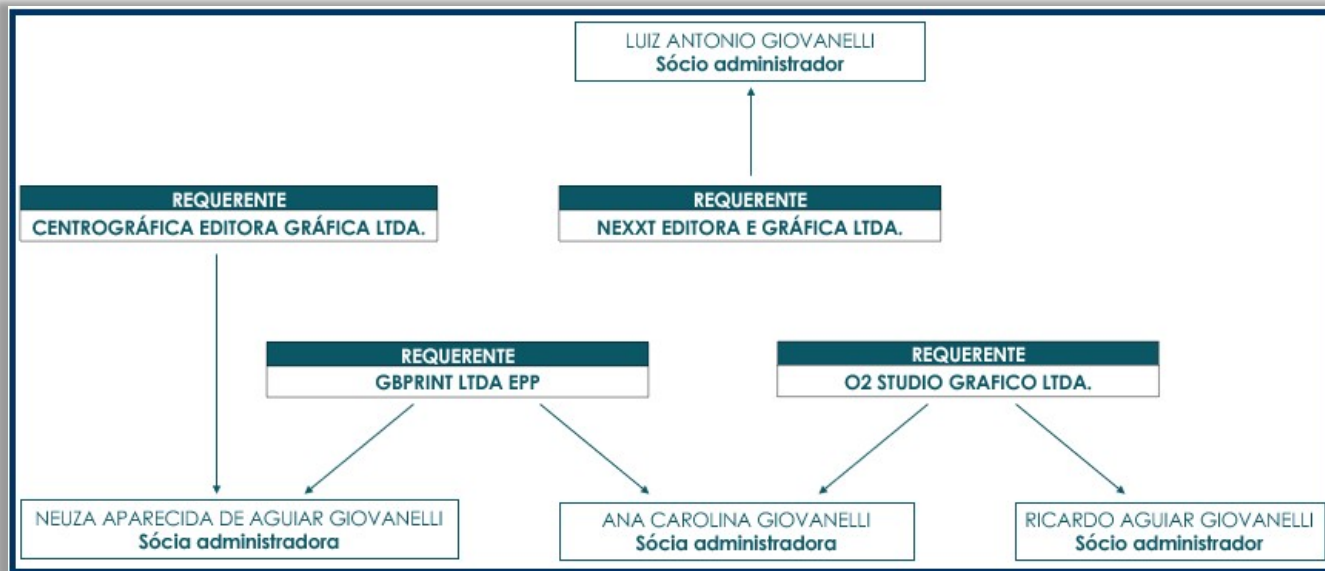 LUIZ ANTONIO GIOVANELLI
Sócio administrador
REQUERENTE
CENTROGRÁFICA EDITORA GRÁFICA LTDA.
REQUERENTE
NEXXT EDITORA E GRÁFICA LTDA.
REQUERENTE
GBPRINT LTDA EPP
REQUERENTE
O2 STUDIO GRAFICO LTDA.
NEUZA APARECIDA DE AGUIAR GIOVANELLI
Sócia administradora
ANA CAROLINA GIOVANELLI
Sócia administradora
RICARDO AGUIAR GIOVANELLI
Sócio administrador